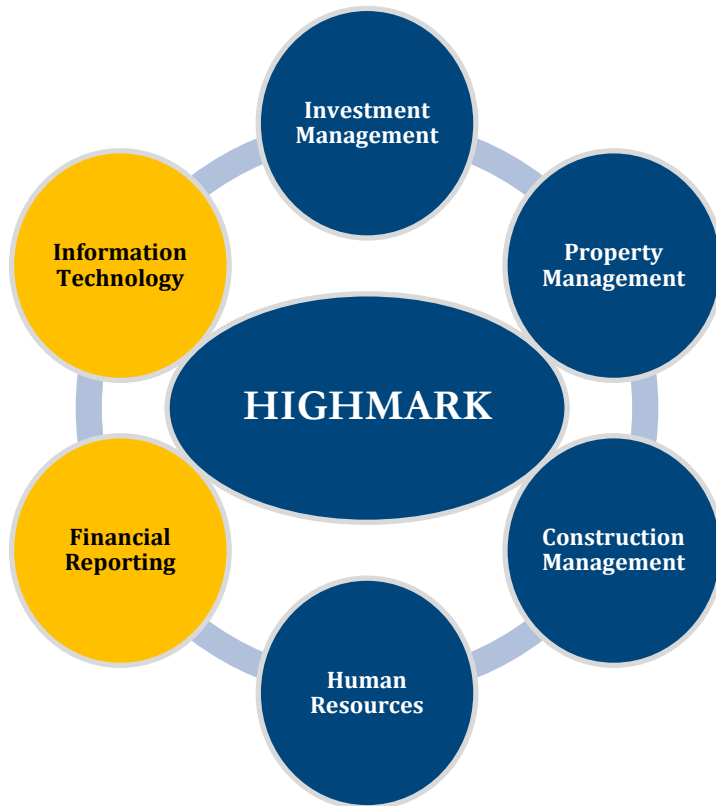 Investment
Management
Information
Technology
Property
Management
HIGHMARK
Financial
Reporting
Construction
Management
Human
Resources